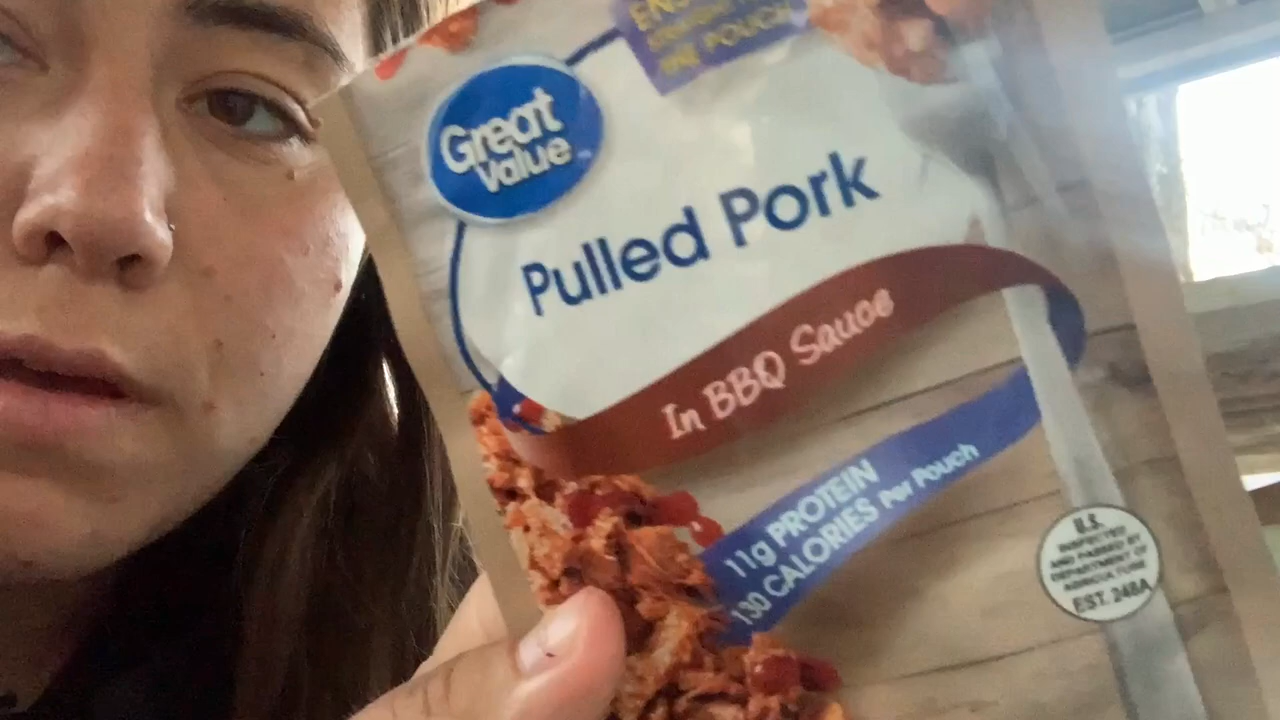 Great
Value
THE POUCH
Pulled Pork
In BBQ Sauce
11g PROTEIN
130 CALORIES Per Pouch
U.S.
INSPECTED
AND PASSED BY
DEPARTMENT OF
AGRICULTURE
EST. 248A